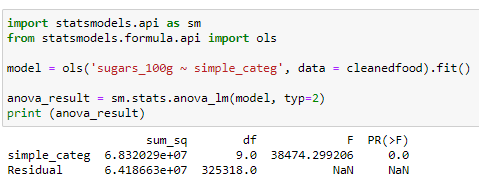 import statsmodels.api as sm
from statsmodels.formula.api import ols
model = ols('sugars_100g ~ simple_categ', data = cleanedfood).fit()
anova_result = sm.stats.anova_lm(model, typ=2)
print (anova_result)
sum_sq df F PR(>F)
simple_categ 6.832029e+07 9.0 38474.299206 0.0
Residual 6.418663e+07 325318.0 NaN NaN